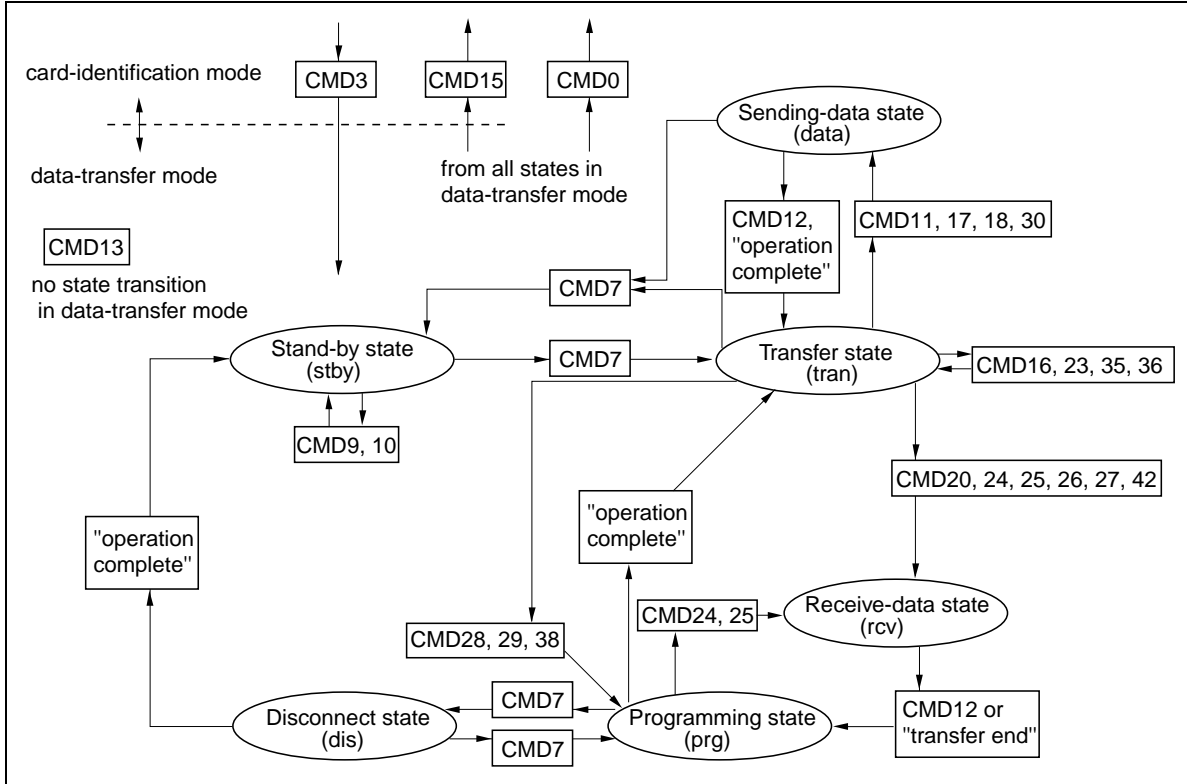 card-identification mode
CMD3
CMD15
CMD0
data-transfer mode
from all states in
data-transfer mode
Sending-data state
(data)
CMD13
no state transition
in data-transfer mode
CMD12,
"operation
complete"
CMD11, 17, 18, 30
CMD7
Stand-by state
(stby)
CMD7
Transfer state
(tran)
CMD16, 23, 35, 36
CMD9, 10
CMD20, 24, 25, 26, 27, 42
"operation
complete"
"operation
complete"
Receive-data state
(rcv)
CMD24, 25
CMD28, 29, 38
CMD7
Disconnect state
(dis)
CMD7
Programming state
(prg)
CMD12 or
"transfer end"